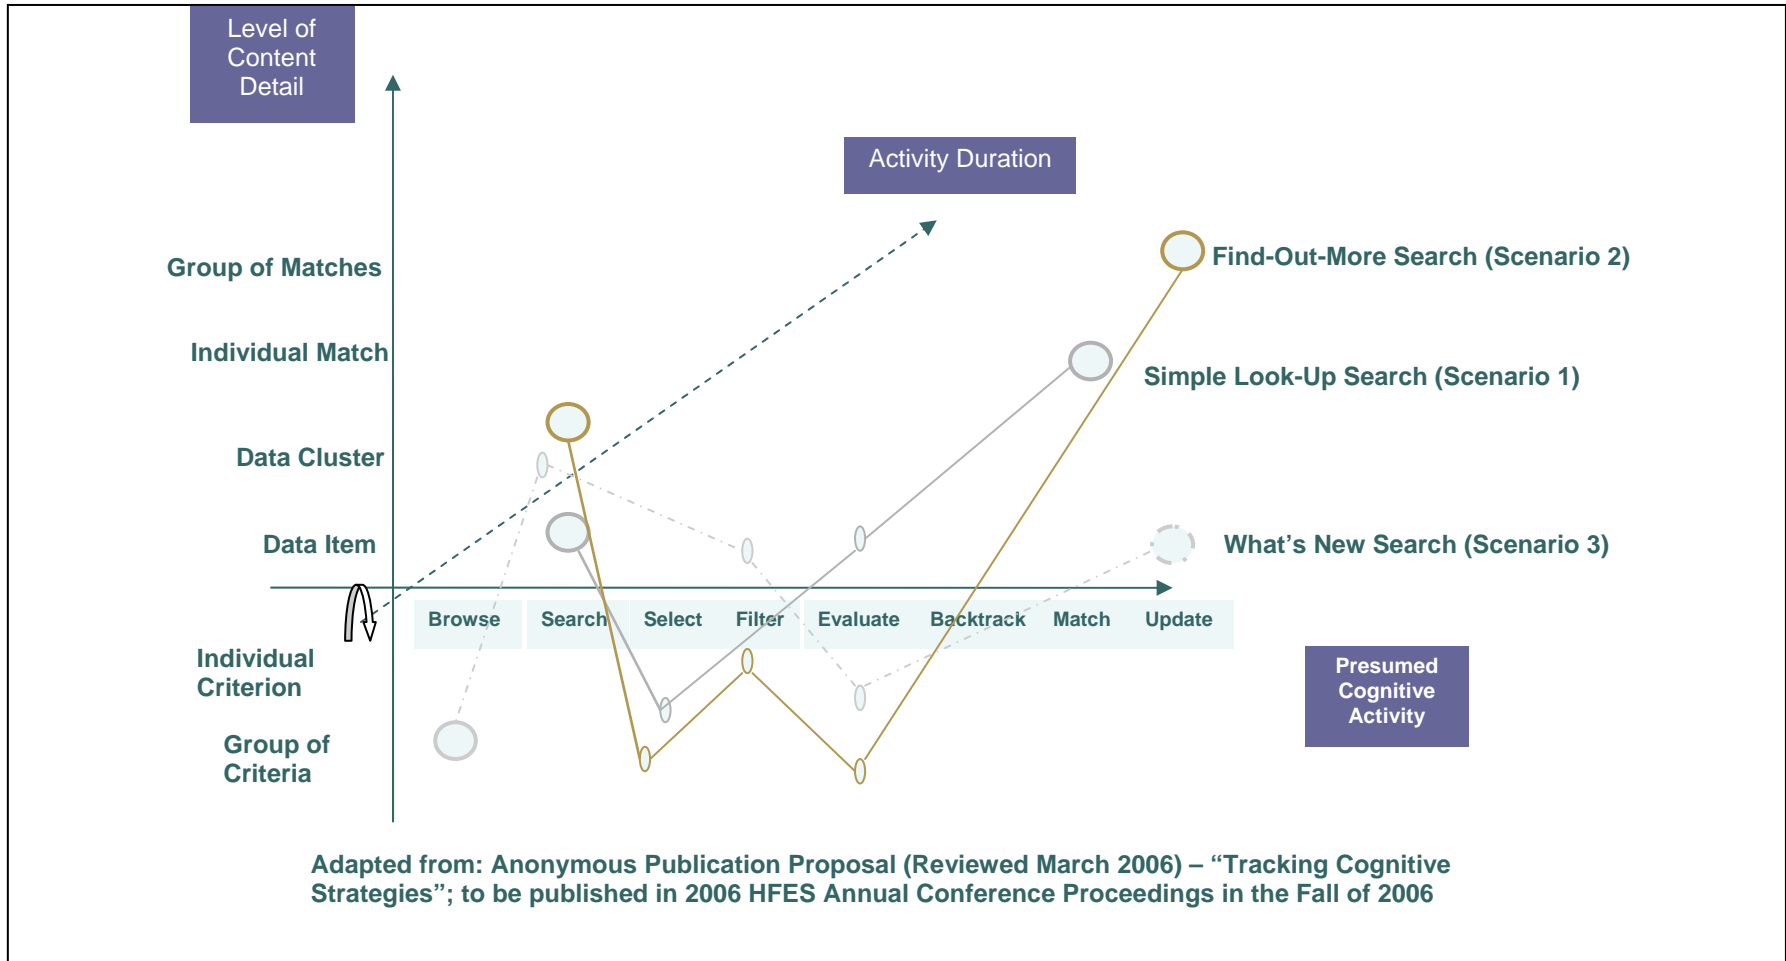 Level of
Content
Detail
Activity Duration
Group of Matches
Find-Out-More Search (Scenario 2)
Individual Match
Simple Look-Up Search (Scenario 1)
Data Cluster
Data Item
What's New Search (Scenario 3)
Browse Search Select Filter Evaluate Backtrack Match Update
Individual
Criterion
Presumed
Cognitive
Activity
Group of
Criteria
Adapted from: Anonymous Publication Proposal (Reviewed March 2006) – “Tracking Cognitive
Strategies”; to be published in 2006 HFES Annual Conference Proceedings in the Fall of 2006